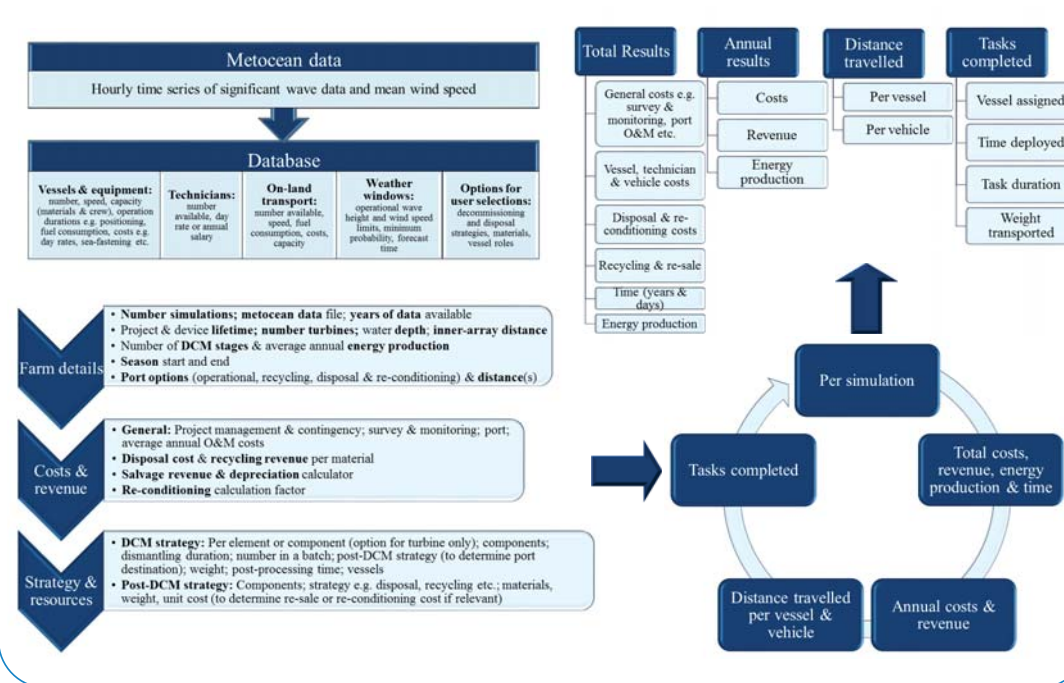 Metocean data
Hourly time series of significant wave data and mean wind speed
Database
Vessels & equipment:
number, speed, capacity
(materials & crew), operation
durations e.g. positioning,
fuel consumption, costs e.g.
day rates, sea-fastening etc.
Technicians:
number
available, day
rate or annual
salary
On-land
transport:
number available,
speed, fuel
consumption, costs,
capacity
Weather
windows:
operational wave
height and wind speed
limits, minimum
probability, forecast
time
Options for
user selections:
decommissioning
and disposal
strategies, materials,
vessel roles
Farm details
• Number simulations; metocean data file; years of data available
• Project & device lifetime; number turbines; water depth; inner-array distance
• Number of DCM stages & average annual energy production
• Season start and end
• Port options (operational, recycling, disposal & re-conditioning) & distance(s)
Costs &
revenue
• General: Project management & contingency; survey & monitoring; port;
average annual O&M costs
• Disposal cost & recycling revenue per material
• Salvage revenue & depreciation calculator
• Re-conditioning calculation factor
Strategy &
resources
• DCM strategy: Per element or component (option for turbine only); components;
dismantling duration; number in a batch; post-DCM strategy (to determine port
destination); weight; post-processing time; vessels
• Post-DCM strategy: Components; strategy e.g. disposal, recycling etc.; materials,
weight, unit cost (to determine re-sale or re-conditioning cost if relevant)
Total Results
General costs e.g.
survey &
monitoring, port
O&M etc.
Vessel, technician
& vehicle costs
Disposal & re-
conditioning costs
Recycling & re-sale
Time (years &
days)
Energy production
Annual
results
Costs
Revenue
Energy
production
Distance
travelled
Per vessel
Per vehicle
Tasks
completed
Vessel assigned
Time deployed
Task duration
Weight
transported
Per simulation
Total costs,
revenue, energy
production & time
Annual costs &
revenue
Distance travelled
per vessel &
vehicle
Tasks completed